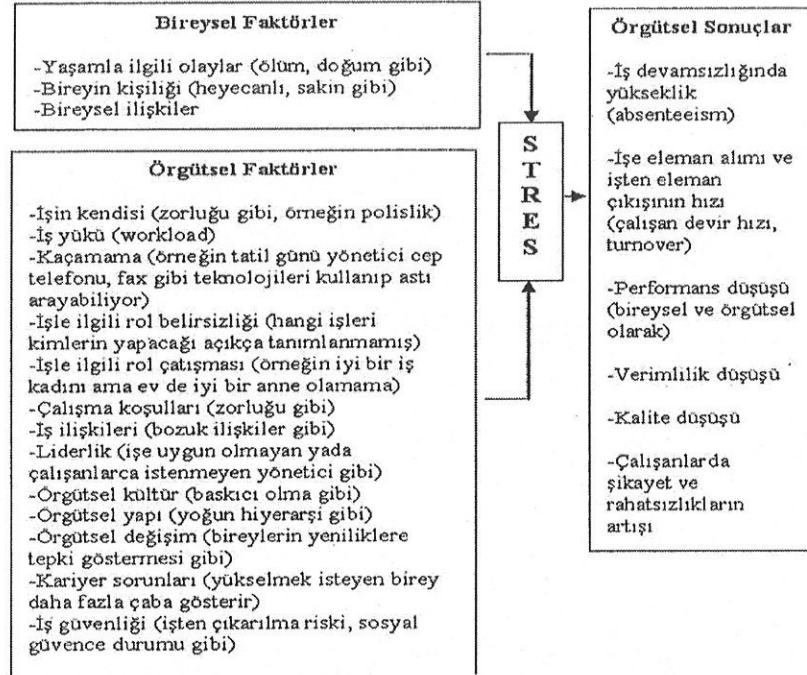 Bireysel Faktörler
-Yaşamla ilgili olaylar (ölüm, doğum gibi)
-Bireyin kişiliği (heyecanlı, sakin gibi)
-Bireysel ilişkiler
Örgütsel Faktörler
-İşin kendisi (zorluğu gibi, örneğin polislik)
-İş yükü (workload)
-Kaçamama (örneğin tatil günü yönetici cep
telefonu, fax gibi teknolojileri kullanıp astı
arayabiliyor)
-İşle ilgili rol belirsizliği (hangi işleri
kimlerin yapacağı açıkça tanımlanmamış)
-İşle ilgili rol çatışması (örneğin iyi bir iş
kadını ama ev de iyi bir anne olamama)
-Çalışma koşulları (zorluğu gibi)
-İş ilişkileri (bozuk ilişkiler gibi)
-Liderlik (işe uygun olmayan yada
çalışanlarca istenmeyen yönetici gibi)
-Örgütsel kültür (baskıcı olma gibi)
-Örgütsel yapı (yoğun hiyerarşi gibi)
-Örgütsel değişim (bireylerin yeniliklere
tepki göstermesi gibi)
-Kariyer sorunları (yükselmek isteyen birey
daha fazla çaba gösterir)
-İş güvenliği (işten çıkarılma riski, sosyal
güvence durumu gibi)
S
T
R
E
S
Örgütsel Sonuçlar
-İş devamsızlığında
yükseklik
(absenteeism)
-İşe eleman alımı ve
işten eleman
çıkışının hızı
(çalışan devir hızı,
turnover)
-Performans düşüşü
(bireysel ve örgütsel
olarak)
-Verimlilik düşüşü
-Kalite düşüşü
-Çalışanlarda
şikayet ve
rahatsızlıkların
artışı